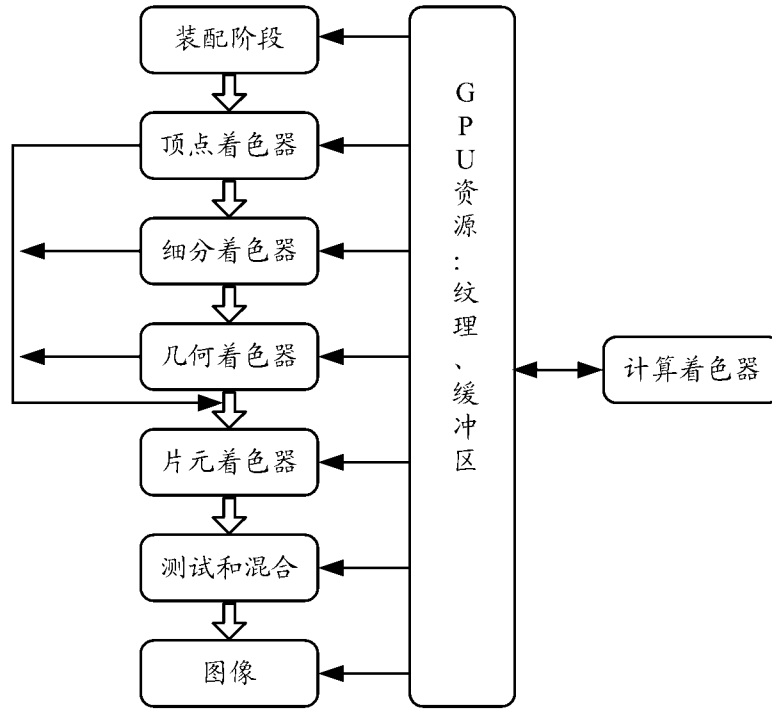 装配阶段
顶点着色器
细分着色器
几何着色器
片元着色器
测试和混合
图像
GPU资源:纹理、缓冲区
计算着色器